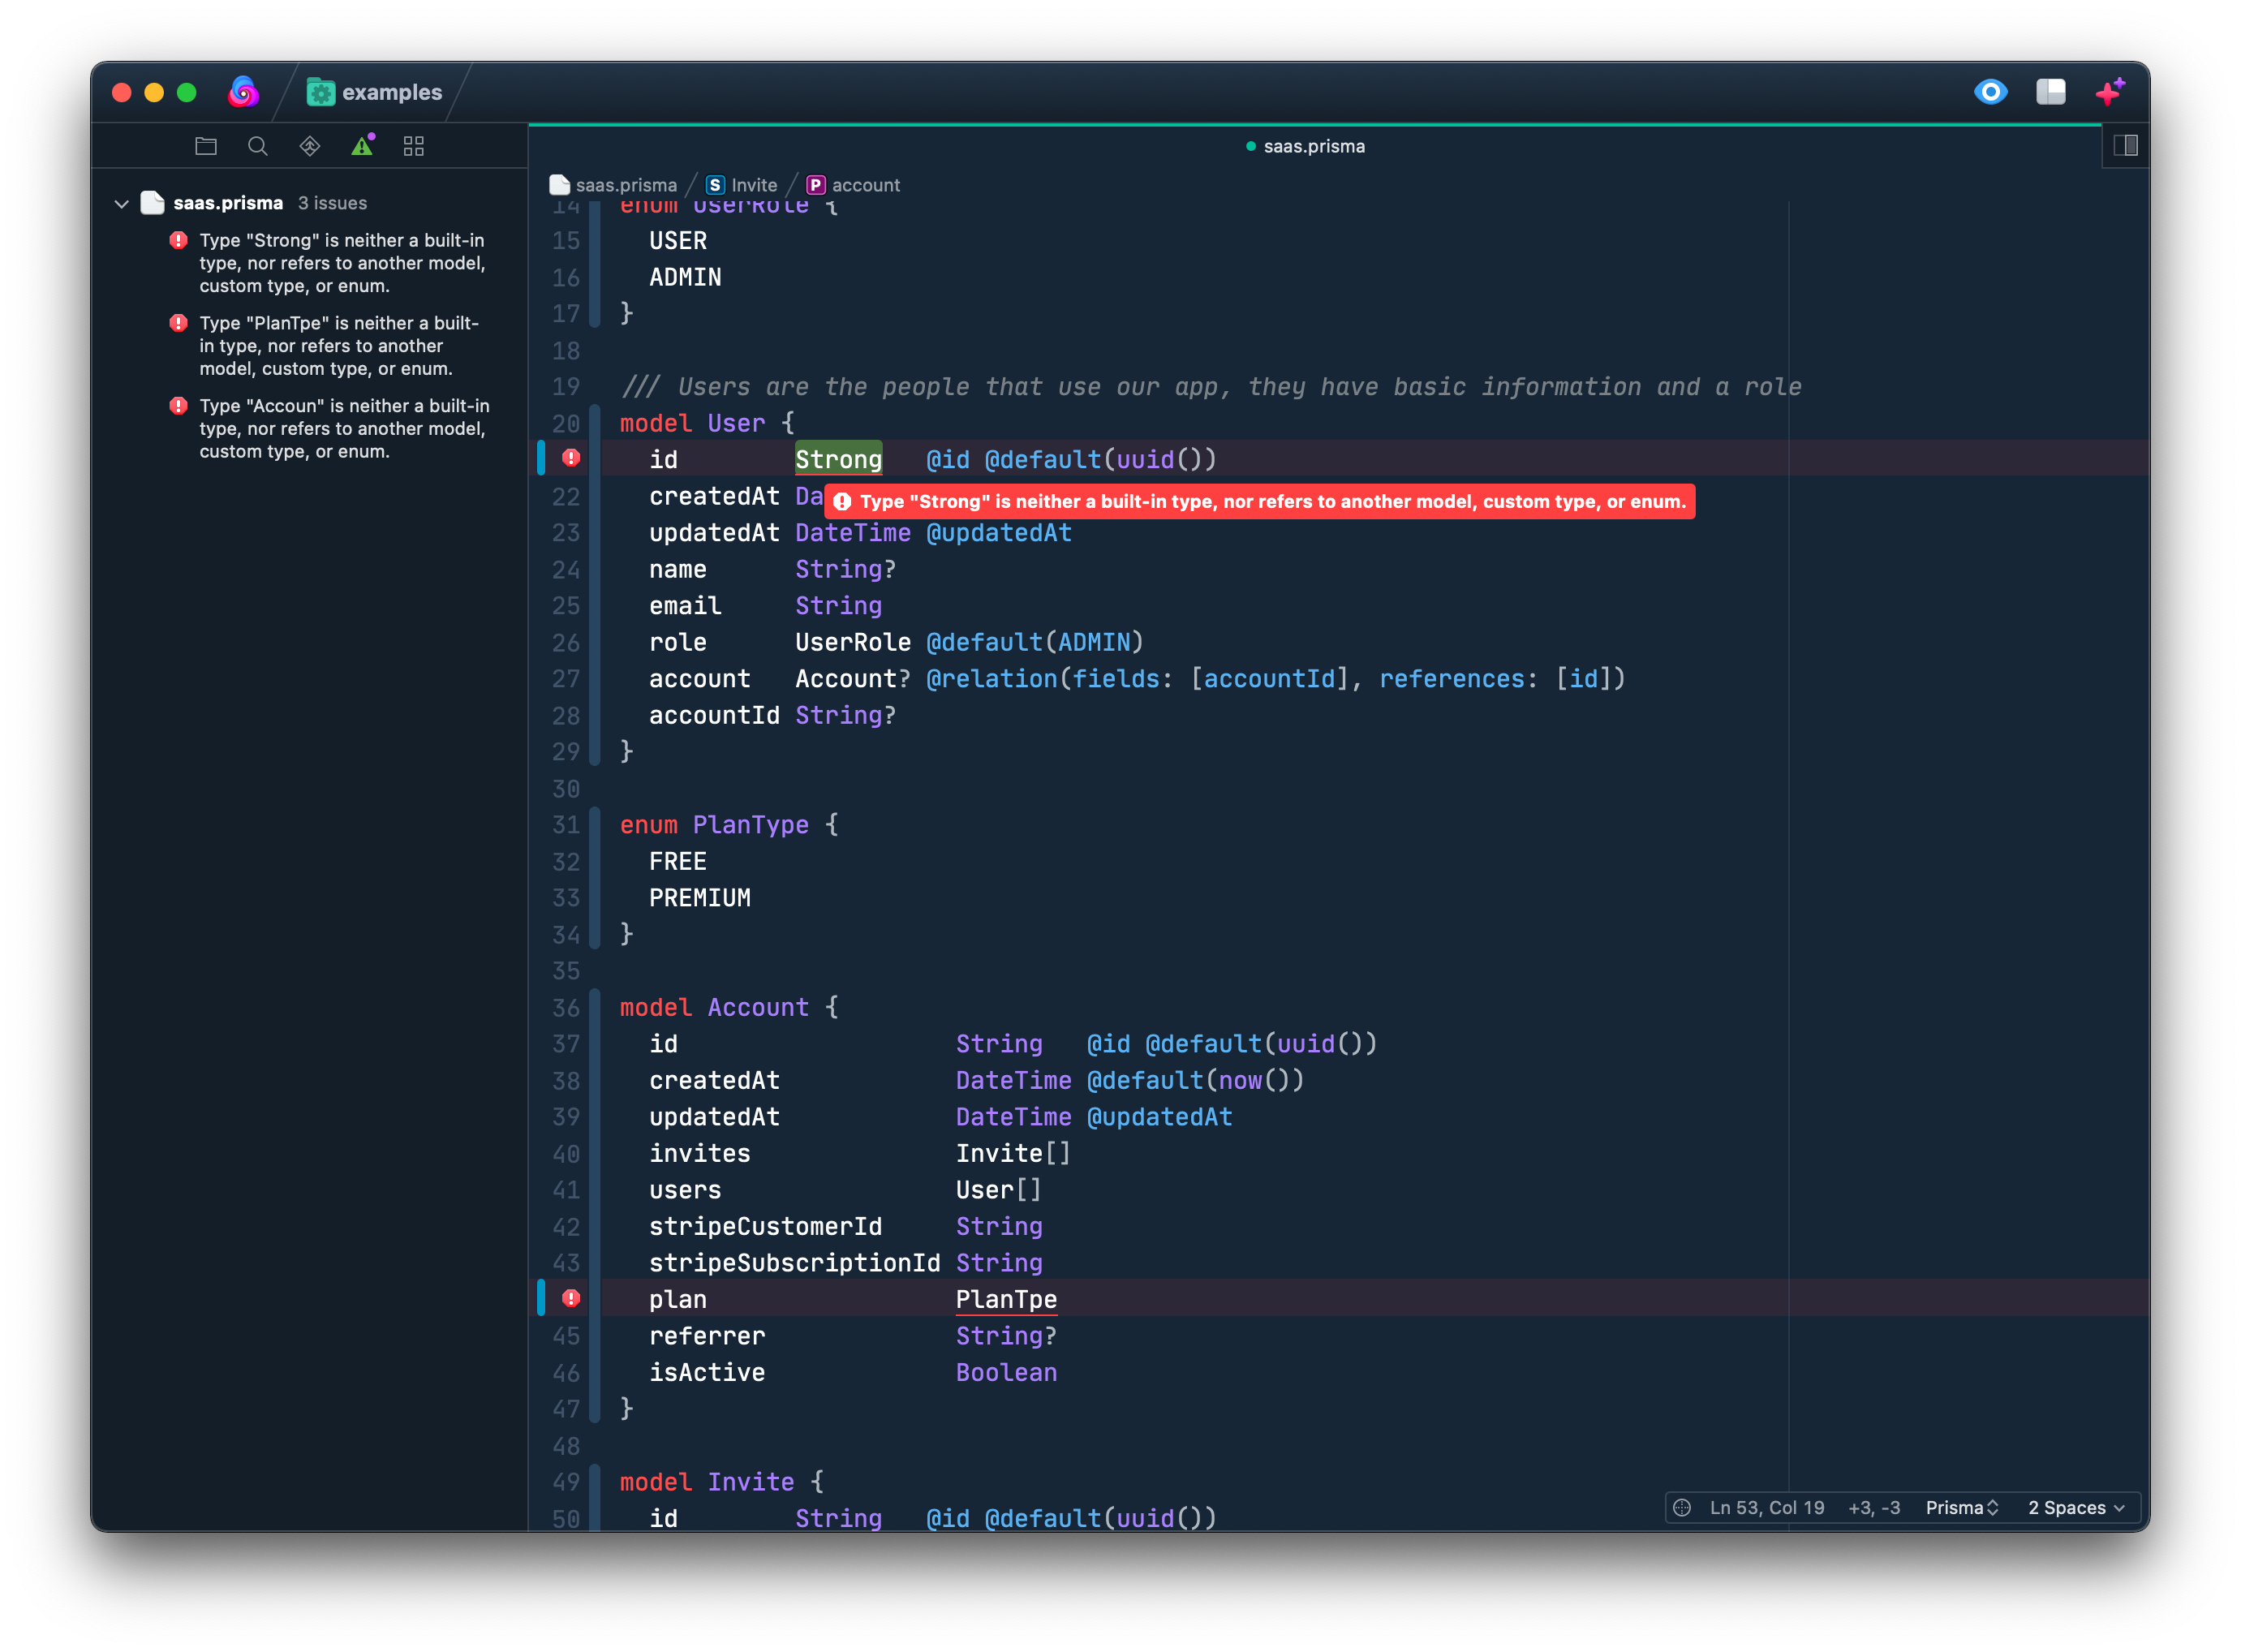 examples
saas.prisma 3 issues
Type "Strong" is neither a built-in
type, nor refers to another model,
custom type, or enum.
Type "PlanTpe" is neither a built-
in type, nor refers to another
model, custom type, or enum.
Type "Accoun" is neither a built-in
type, nor refers to another model,
custom type, or enum.
saas.prisma
saas.prisma S Invite P account
14 enum UserRole {
15 USER
16 ADMIN
17 }
18
19 /// Users are the people that use our app, they have basic information and a role
20 model User {
id Strong @id @default(uuid())
22 createdAt Da
Type "Strong" is neither a built-in type, nor refers to another model, custom type, or enum.
23 updatedAt DateTime @updatedAt
24 name String?
25 email String
26 role UserRole @default(ADMIN)
27 account Account? @relation(fields: [accountId], references: [id])
28 accountId String?
29 }
30
31 enum PlanType {
32 FREE
33 PREMIUM
34 }
35
36 model Account {
37 id String @id @default(uuid())
38 createdAt DateTime @default(now())
39 updatedAt DateTime @updatedAt
40 invites Invite[]
41 users User[]
42 stripeCustomerId String
43 stripeSubscriptionId String
plan PlanTpe
45 referrer String?
46 isActive Boolean
47 }
48
49 model Invite {
50 id String @id @default(uuid())
Ln 53, Col 19 +3, -3 Prisma 2 Spaces